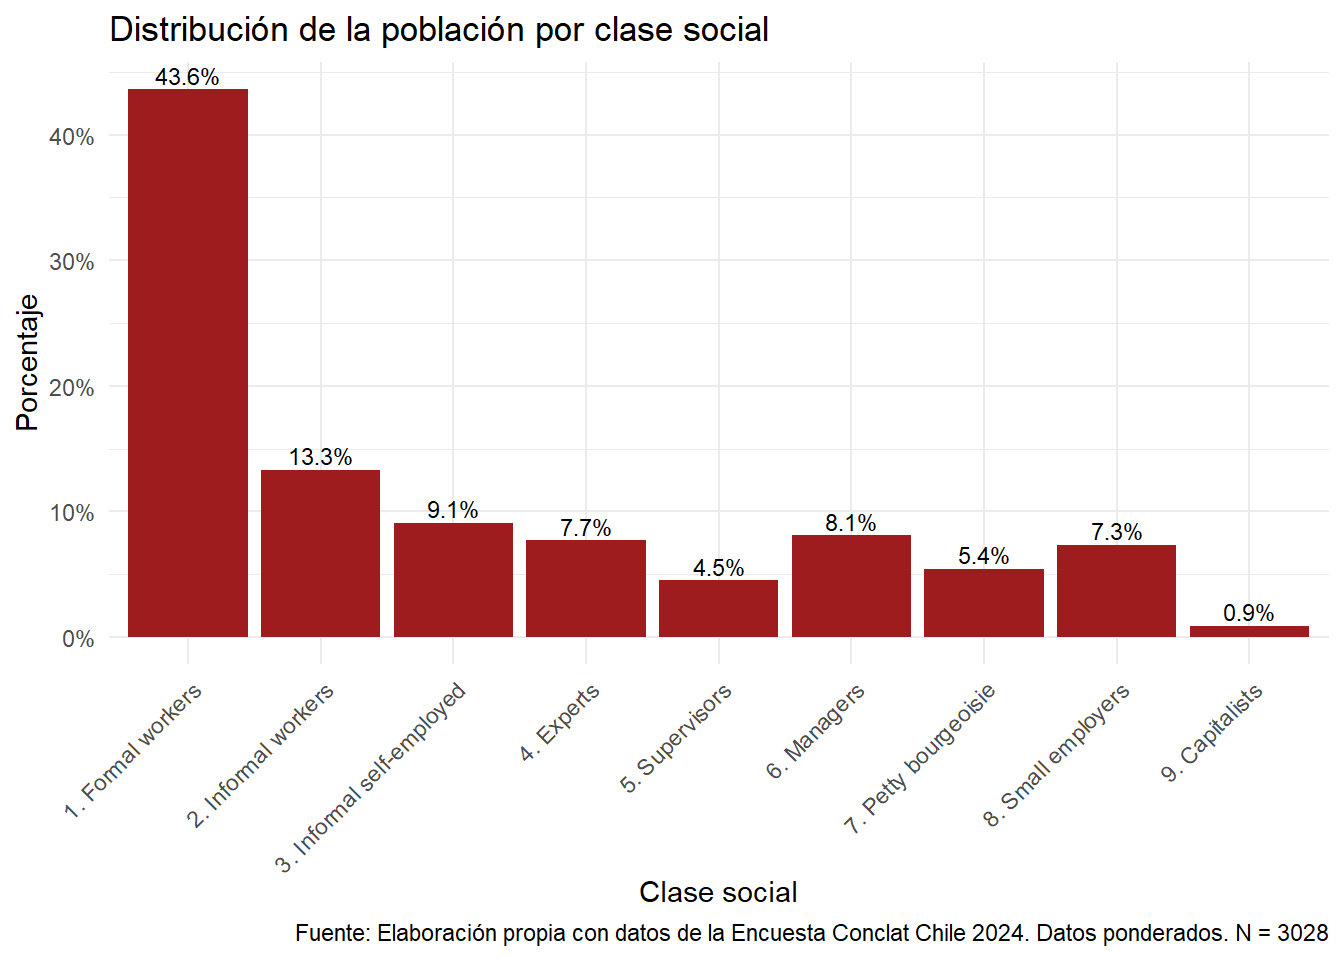 Distribución de la población por clase social
Porcentaje
40%
30%
20%
10%
0%
43.6%
13.3%
9.1%
7.7%
4.5%
8.1%
5.4%
7.3%
0.9%
1. Formal workers
2. Informal workers
3. Informal self-employed
4. Experts
5. Supervisors
6. Managers
7. Petty bourgeoisie
8. Small employers
9. Capitalists
Clase social
Fuente: Elaboración propia con datos de la Encuesta Conclat Chile 2024. Datos ponderados. N = 3028